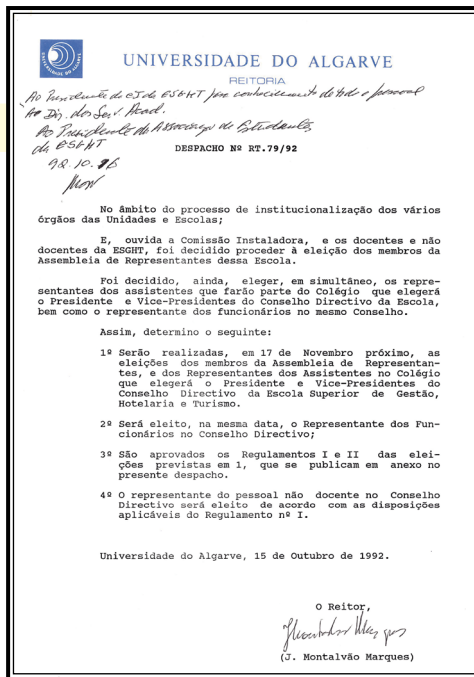 UNIVERSIDADE DO ALGARVE
REITORIA
Ao Presidente do CI da ESGHT para conhecimento de todo o pessoal
Ao Dir. dos Serv. Acad.
Ao Presidente da Associação de Estudantes
da ESGHT
DESPACHO Nº RT.79/92
92.10.16
No âmbito do processo de institucionalização dos vários
órgãos das Unidades e Escolas;
E, ouvida a Comissão Instaladora, e os docentes e não
docentes da ESGHT, foi decidido proceder à eleição dos membros da
Assembleia de Representantes dessa Escola.
Foi decidido, ainda, eleger, em simultâneo, os repre-
sentantes dos assistentes que farão parte do Colégio que elegerá
o Presidente e Vice-Presidentes do Conselho Directivo da Escola,
bem como o representante dos funcionários no mesmo Conselho.
Assim, determino o seguinte:
1º Serão realizadas, em 17 de Novembro próximo, as
eleições dos membros da Assembleia de Representan-
tes, e dos Representantes dos Assistentes no Colégio
que elegerá o Presidente e Vice-Presidentes do
Conselho Directivo da Escola Superior de Gestão,
Hotelaria e Turismo.
2º Será eleito, na mesma data, o Representante dos Fun-
cionários no Conselho Directivo;
3º São aprovados os Regulamentos I e II das elei-
ções previstas em 1, que se publicam em anexo no
presente despacho.
4º O representante do pessoal não docente no Conselho
Directivo será eleito de acordo com as disposições
aplicáveis do Regulamento nº I.
Universidade do Algarve, 15 de Outubro de 1992.
O Reitor,
(J. Montalvão Marques)